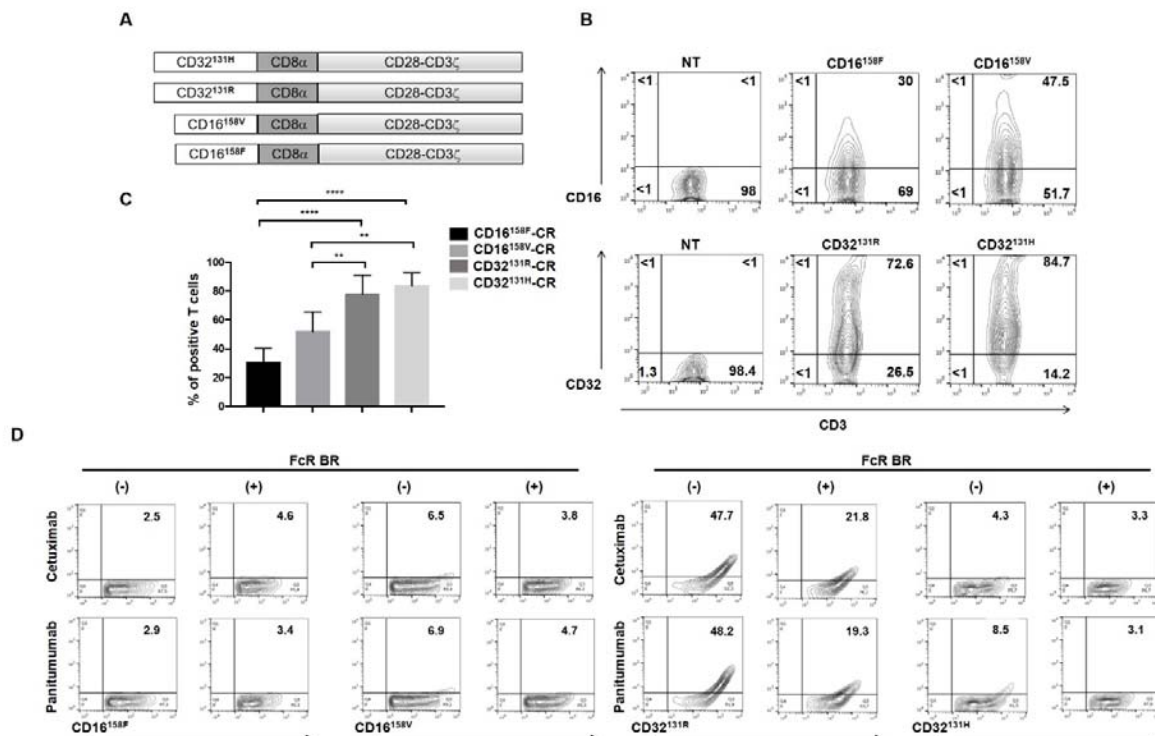 A
CD32131H CD8α CD28-CD3ζ
CD32131R CD8α CD28-CD3ζ
CD16158V CD8α CD28-CD3ζ
CD16158F CD8α CD28-CD3ζ
B
NT CD16158F CD16158V
<1 <1 <1 30 <1 47.5
<1 98 <1 69 <1 51.7
CD16
NT CD32131R CD32131H
<1 <1 <1 72.6 <1 84.7
1.3 98.4 <1 26.5 <1 14.2
CD32
CD3
C
****
****
**
**
CD16158F-CR
CD16158V-CR
CD32131R-CR
CD32131H-CR
% of positive T cells
100
80
60
40
20
0
D
FcR BR FcR BR
(-) (+) (-) (+) (-) (+) (-) (+)
Cetuximab 2.5 4.6 6.5 3.8 Cetuximab 47.7 21.8 4.3 3.3
Panitumumab 2.9 3.4 6.9 4.7 Panitumumab 48.2 19.3 8.5 3.1
CD16158F CD16158V CD32131R CD32131H